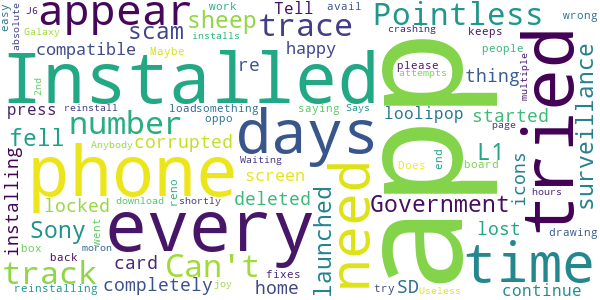 appear
J6
easy
absolute
Galaxy
work
installs
scam
Maybe
sheep
Tell
trace
avail
happy
Pointless
crashing
keeps
wrong
people
compatible
re
thing
please
attempts
multiple
Installed
2nd
press
reinstall
loadsomething
saying
Says
oppo
number
days
app
tried
loolipop
started
surveillance
page
fell
Anybody
corrupted
Waiting
screen
L1
Does
end
board
icons
installing
phone
locked
download
reno
shortly
deleted
launched
need
Government
hours
Sony
went
every
lost
drawing
box
back
moron
card
fixes
home
Can't
time
track
completely
joy
try
SD
continue
reinstalling
Useless